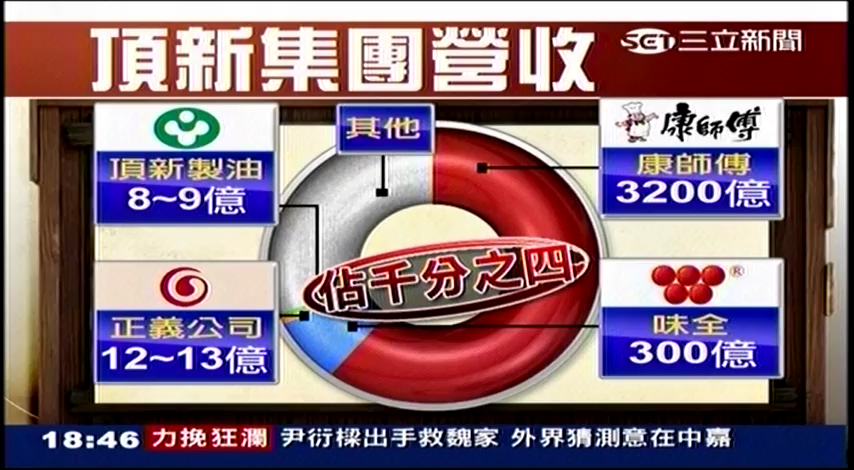 頂新集團營收
SET三立新聞
頂新製油
8~9億
其他
康師傅
康師傅
3200億
佔千分之四
正義公司
12~13億
®
味全
300億
18:46 力挽狂瀾 尹衍樑出手救魏家 外界猜測意在中嘉